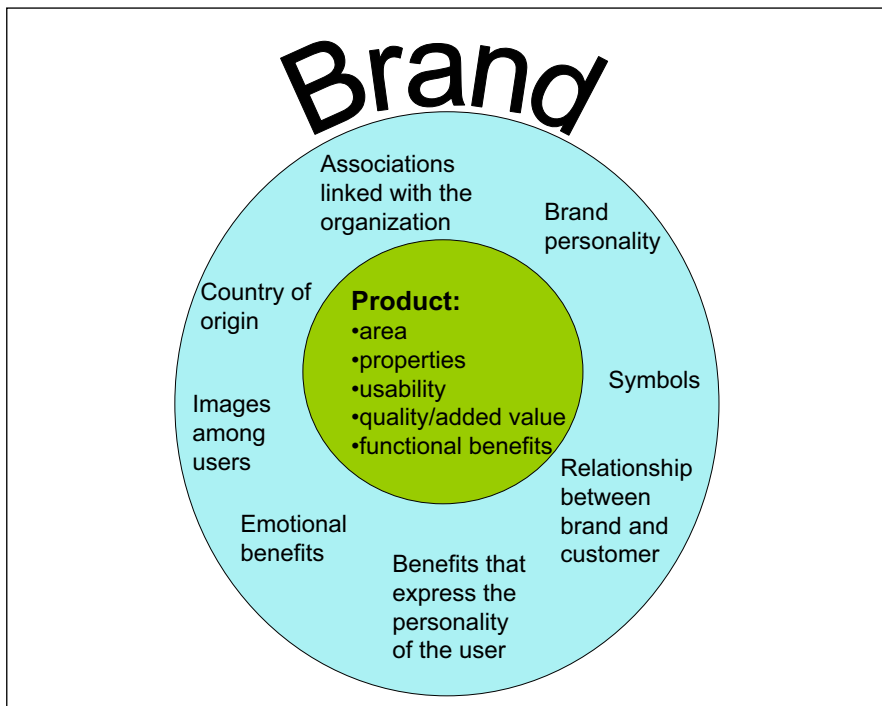 Brand
Associations
linked with the
organization
Brand
personality
Country of
origin
Product:
•area
•properties
•usability
•quality/added value
•functional benefits
Symbols
Images
among
users
Relationship
between
brand and
customer
Emotional
benefits
Benefits that
express the
personality
of the user